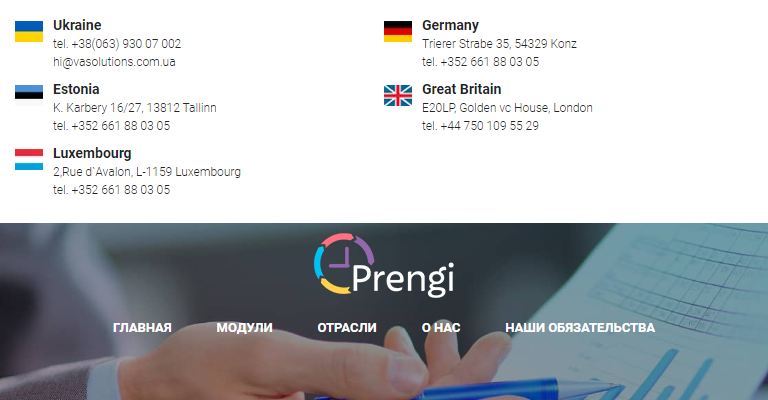 Ukraine
tel. +38(063) 930 07 002
hi@vasolutions.com.ua
Estonia
K. Karbery 16/27, 13812 Tallinn
tel. +352 661 88 03 05
Luxembourg
2,Rue d`Avalon, L-1159 Luxembourg
tel. +352 661 88 03 05
Germany
Trierer Strabe 35, 54329 Konz
tel. +352 661 88 03 05
Great Britain
E20LP, Golden vc House, London
tel. +44 750 109 55 29
Prengi
ГЛАВНАЯ МОДУЛИ ОТРАСЛИ О НАС НАШИ ОБЯЗАТЕЛЬСТВА